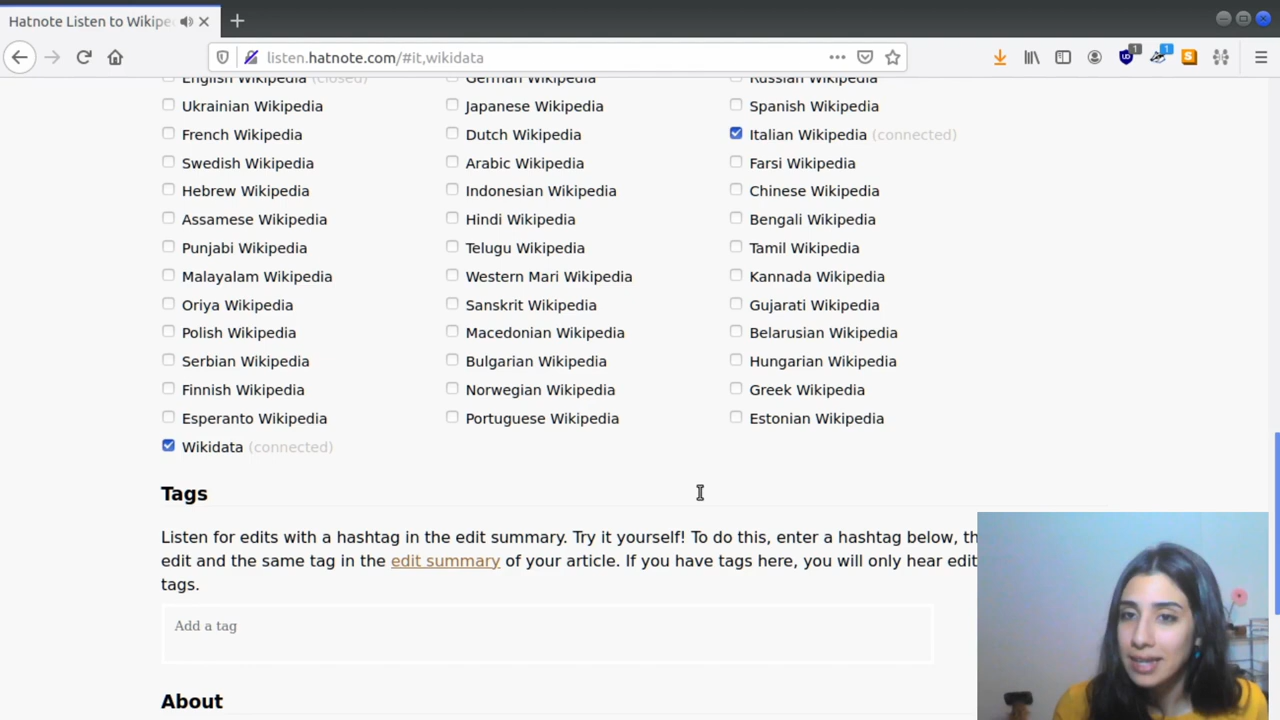 Hatnote Listen to Wikipe
listen.hatnote.com/#it,wikidata
1
1
English Wikipedia (closed) German Wikipedia Russian Wikipedia
Ukrainian Wikipedia Japanese Wikipedia Spanish Wikipedia
French Wikipedia Dutch Wikipedia Italian Wikipedia (connected)
Swedish Wikipedia Arabic Wikipedia Farsi Wikipedia
Hebrew Wikipedia Indonesian Wikipedia Chinese Wikipedia
Assamese Wikipedia Hindi Wikipedia Bengali Wikipedia
Punjabi Wikipedia Telugu Wikipedia Tamil Wikipedia
Malayalam Wikipedia Western Mari Wikipedia Kannada Wikipedia
Oriya Wikipedia Sanskrit Wikipedia Gujarati Wikipedia
Polish Wikipedia Macedonian Wikipedia Belarusian Wikipedia
Serbian Wikipedia Bulgarian Wikipedia Hungarian Wikipedia
Finnish Wikipedia Norwegian Wikipedia Greek Wikipedia
Esperanto Wikipedia Portuguese Wikipedia Estonian Wikipedia
Wikidata (connected)
Tags
Listen for edits with a hashtag in the edit summary. Try it yourself! To do this, enter a hashtag below, th
edit and the same tag in the edit summary of your article. If you have tags here, you will only hear edit
tags.
Add a tag
About